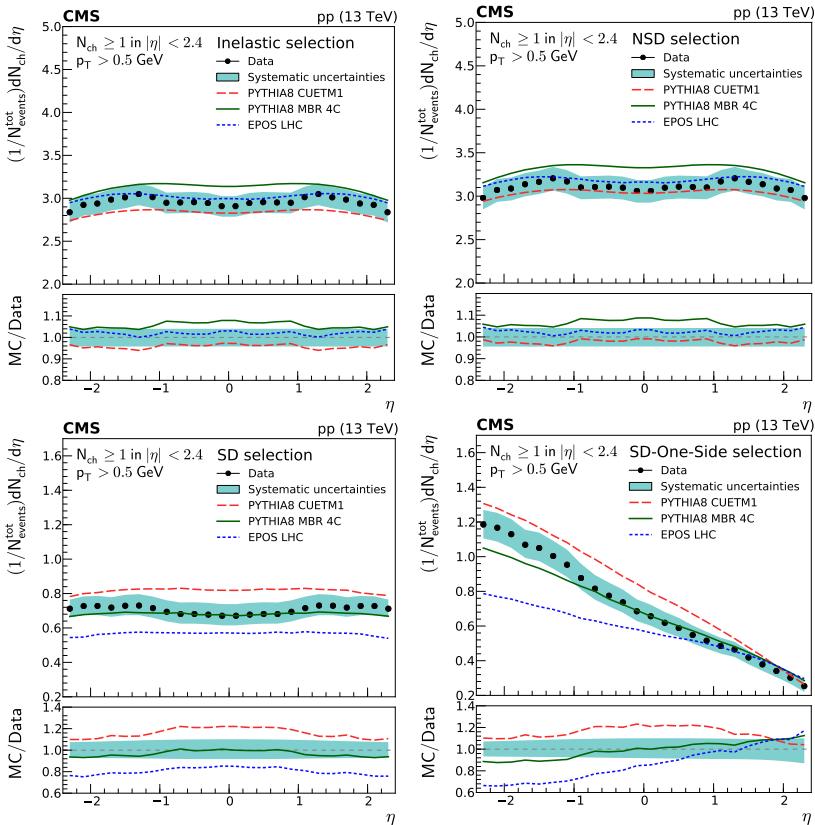 CMS pp (13 TeV)
N_ch ≥ 1 in |η| < 2.4 Inelastic selection
p_T > 0.5 GeV
Data
Systematic uncertainties
PYTHIA8 CUETM1
PYTHIA8 MBR 4C
EPOS LHC
(1/N^tot_events)dN_ch/dη
5.0
4.5
4.0
3.5
3.0
2.5
2.0
MC/Data
1.1
1.0
0.9
0.8
−2 −1 0 1 2
η
CMS pp (13 TeV)
N_ch ≥ 1 in |η| < 2.4 NSD selection
p_T > 0.5 GeV
Data
Systematic uncertainties
PYTHIA8 CUETM1
PYTHIA8 MBR 4C
EPOS LHC
(1/N^tot_events)dN_ch/dη
5.0
4.5
4.0
3.5
3.0
2.5
2.0
MC/Data
1.1
1.0
0.9
0.8
−2 −1 0 1 2
η
CMS pp (13 TeV)
N_ch ≥ 1 in |η| < 2.4 SD selection
p_T > 0.5 GeV
Data
Systematic uncertainties
PYTHIA8 CUETM1
PYTHIA8 MBR 4C
EPOS LHC
(1/N^tot_events)dN_ch/dη
1.6
1.4
1.2
1.0
0.8
0.6
0.4
0.2
MC/Data
1.4
1.2
1.0
0.8
0.6
−2 −1 0 1 2
η
CMS pp (13 TeV)
N_ch ≥ 1 in |η| < 2.4 SD-One-Side selection
p_T > 0.5 GeV
Data
Systematic uncertainties
PYTHIA8 CUETM1
PYTHIA8 MBR 4C
EPOS LHC
(1/N^tot_events)dN_ch/dη
1.6
1.4
1.2
1.0
0.8
0.6
0.4
0.2
MC/Data
1.4
1.2
1.0
0.8
0.6
−2 −1 0 1 2
η